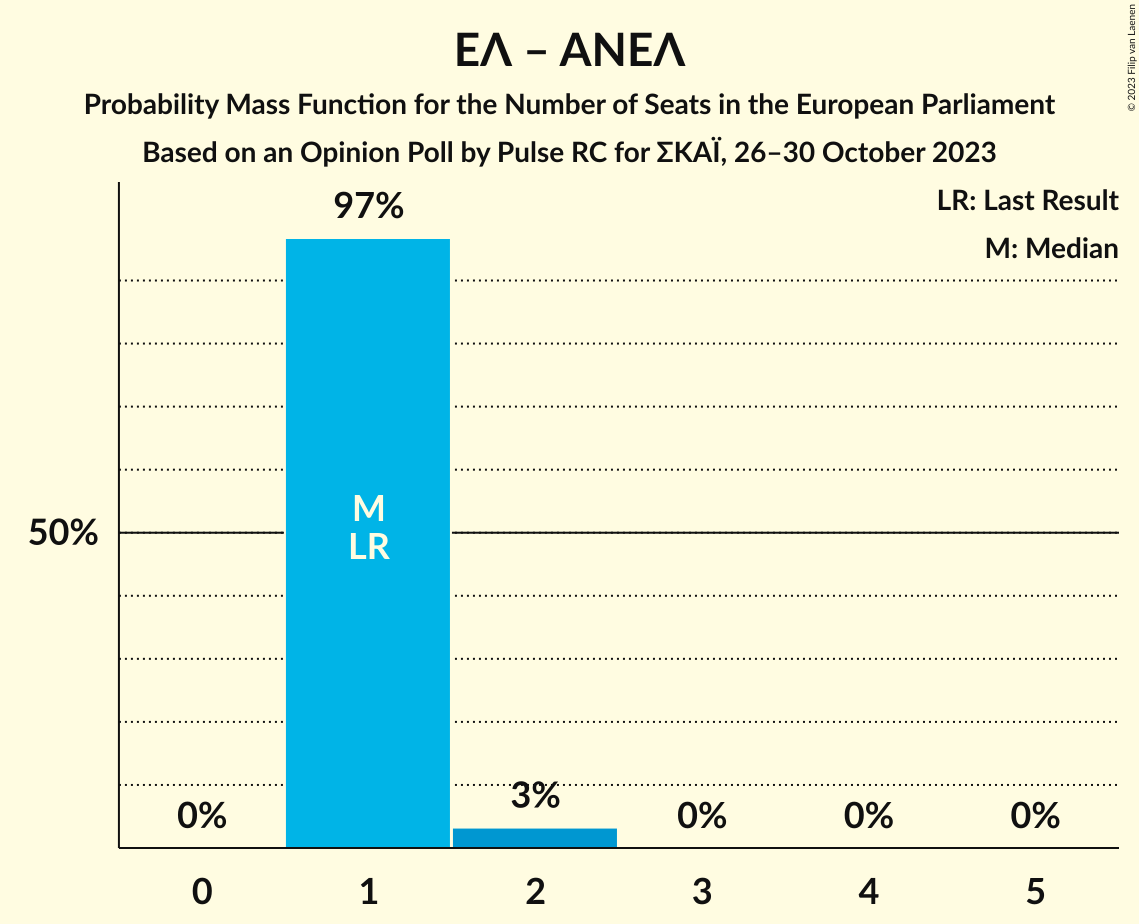 ΕΛ – ΑΝΕΛ
Probability Mass Function for the Number of Seats in the European Parliament
Based on an Opinion Poll by Pulse RC for ΣΚΑΪ, 26–30 October 2023
© 2023 Filip van Laenen
LR: Last Result
M: Median
97%
M
LR
50%
3%
0%
0%
0%
0%
0 1 2 3 4 5